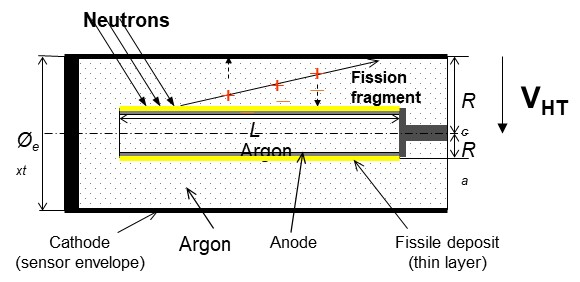 Neutrons
Fission
fragment
R
c
V_HT
L
Ø_e
xt
R
a
Argon
Cathode
(sensor envelope)
Argon
Anode
Fissile deposit
(thin layer)